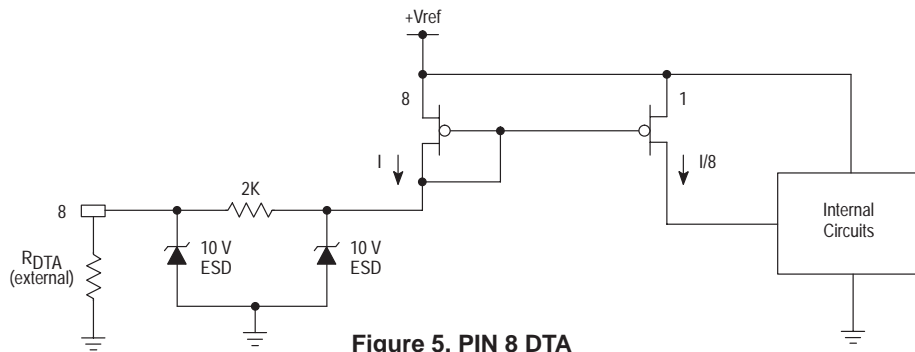 +Vref
8
1
I
I/8
2K
8
10 V
ESD
10 V
ESD
RDTA
(external)
Internal
Circuits
Figure 5. PIN 8 DTA